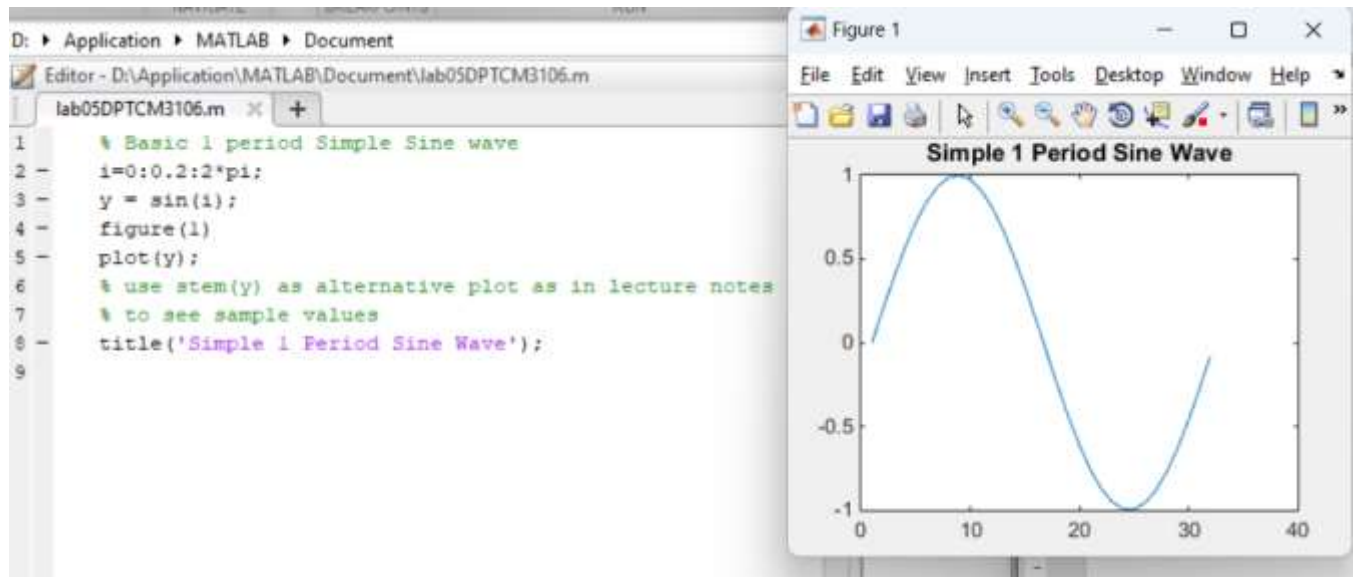 D: ▸ Application ▸ MATLAB ▸ Document
Editor - D:\Application\MATLAB\Document\lab05DPTCM3106.m
lab05DPTCM3106.m × +
1 % Basic 1 period Simple Sine wave
2 - i=0:0.2:2*pi;
3 - y = sin(i);
4 - figure(1)
5 - plot(y);
6 % use stem(y) as alternative plot as in lecture notes
7 % to see sample values
8 - title('Simple 1 Period Sine Wave');
9
Figure 1
File Edit View Insert Tools Desktop Window Help
Simple 1 Period Sine Wave
1
0.5
0
-0.5
-1
0 10 20 30 40